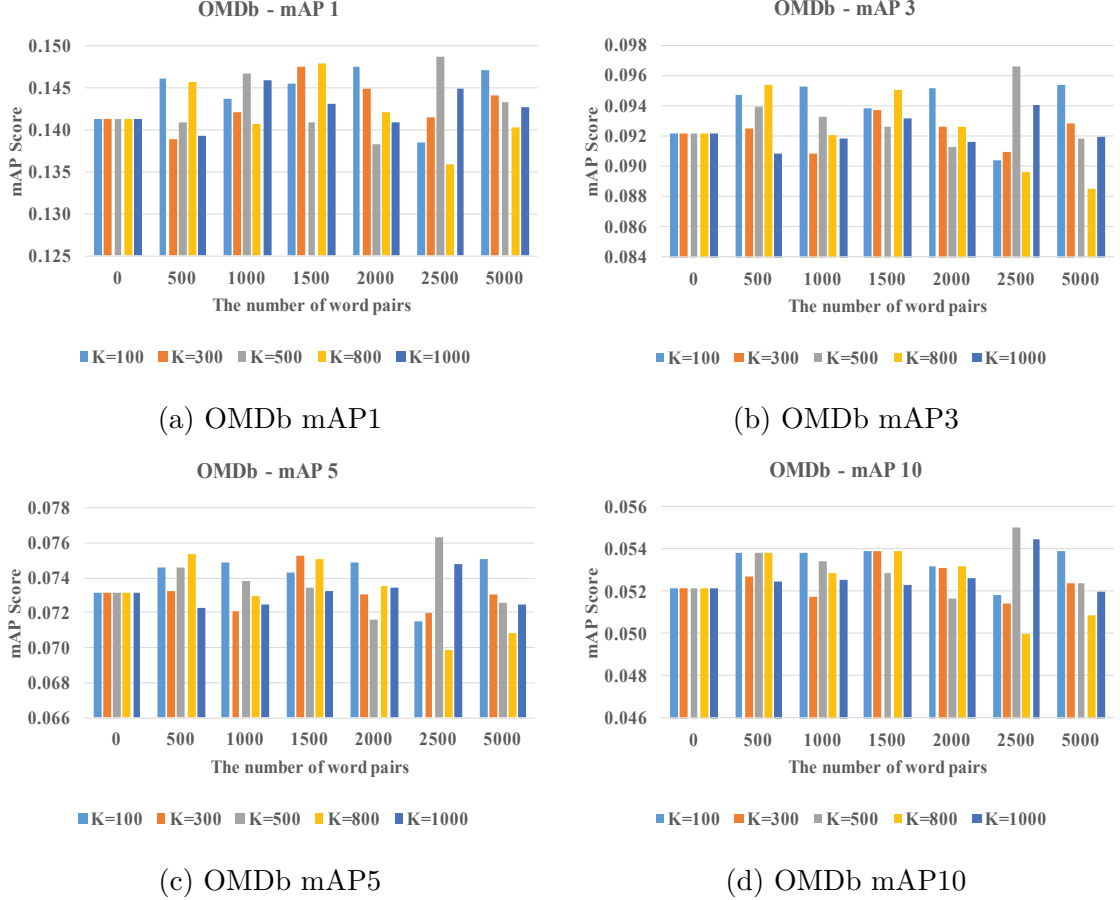 OMDb - mAP 1
mAP Score
0.150
0.145
0.140
0.135
0.130
0.125
0 500 1000 1500 2000 2500 5000
The number of word pairs
K=100 K=300 K=500 K=800 K=1000
(a) OMDb mAP1
OMDb - mAP 3
mAP Score
0.098
0.096
0.094
0.092
0.090
0.088
0.086
0.084
0 500 1000 1500 2000 2500 5000
The number of word pairs
K=100 K=300 K=500 K=800 K=1000
(b) OMDb mAP3
OMDb - mAP 5
mAP Score
0.078
0.076
0.074
0.072
0.070
0.068
0.066
0 500 1000 1500 2000 2500 5000
The number of word pairs
K=100 K=300 K=500 K=800 K=1000
(c) OMDb mAP5
OMDb - mAP 10
mAP Score
0.056
0.054
0.052
0.050
0.048
0.046
0 500 1000 1500 2000 2500 5000
The number of word pairs
K=100 K=300 K=500 K=800 K=1000
(d) OMDb mAP10